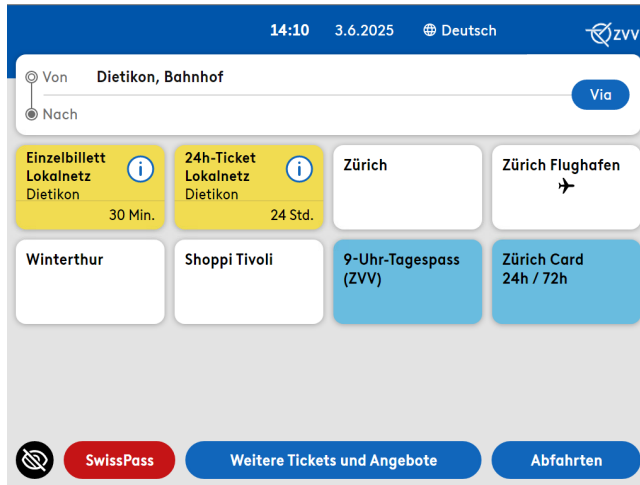 14:10 3.6.2025 Deutsch ZVV
Von Dietikon, Bahnhof
Via
Nach
Einzelbillett
Lokalnetz
Dietikon
30 Min.
24h-Ticket
Lokalnetz
Dietikon
24 Std.
Zürich
Zürich Flughafen
Winterthur
Shoppi Tivoli
9-Uhr-Tagespass
(ZVV)
Zürich Card
24h / 72h
SwissPass
Weitere Tickets und Angebote
Abfahrten